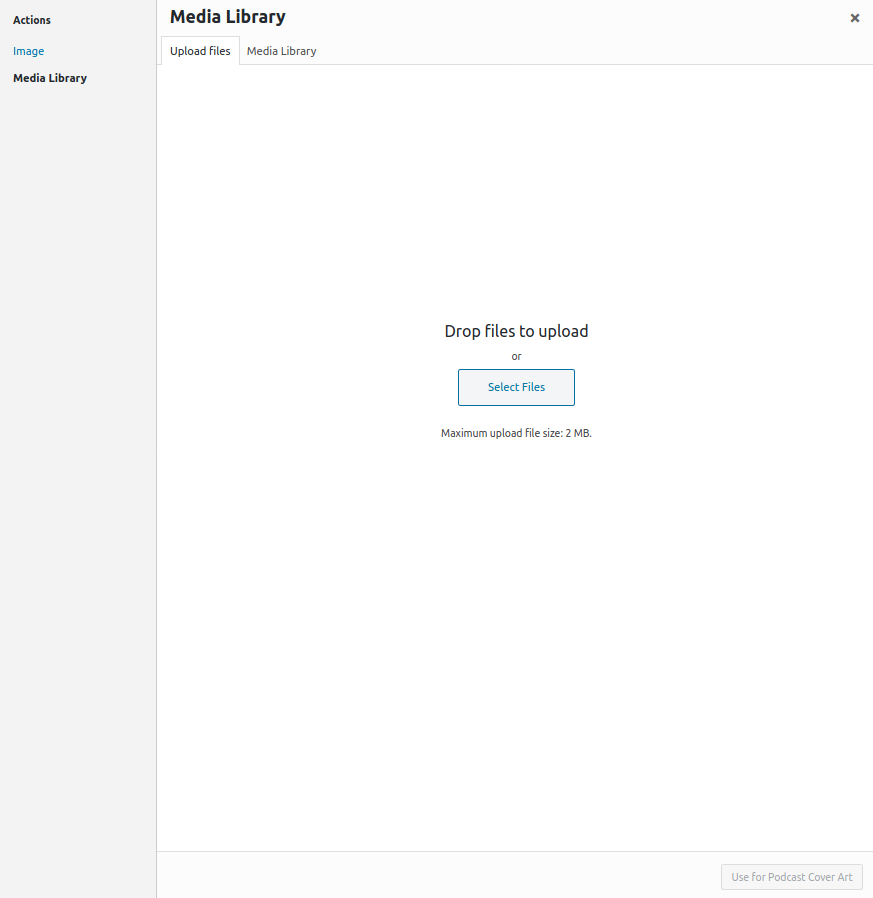 Actions
Image
Media Library
Media Library
Upload files
Media Library
Drop files to upload
or
Select Files
Maximum upload file size: 2 MB.
Use for Podcast Cover Art